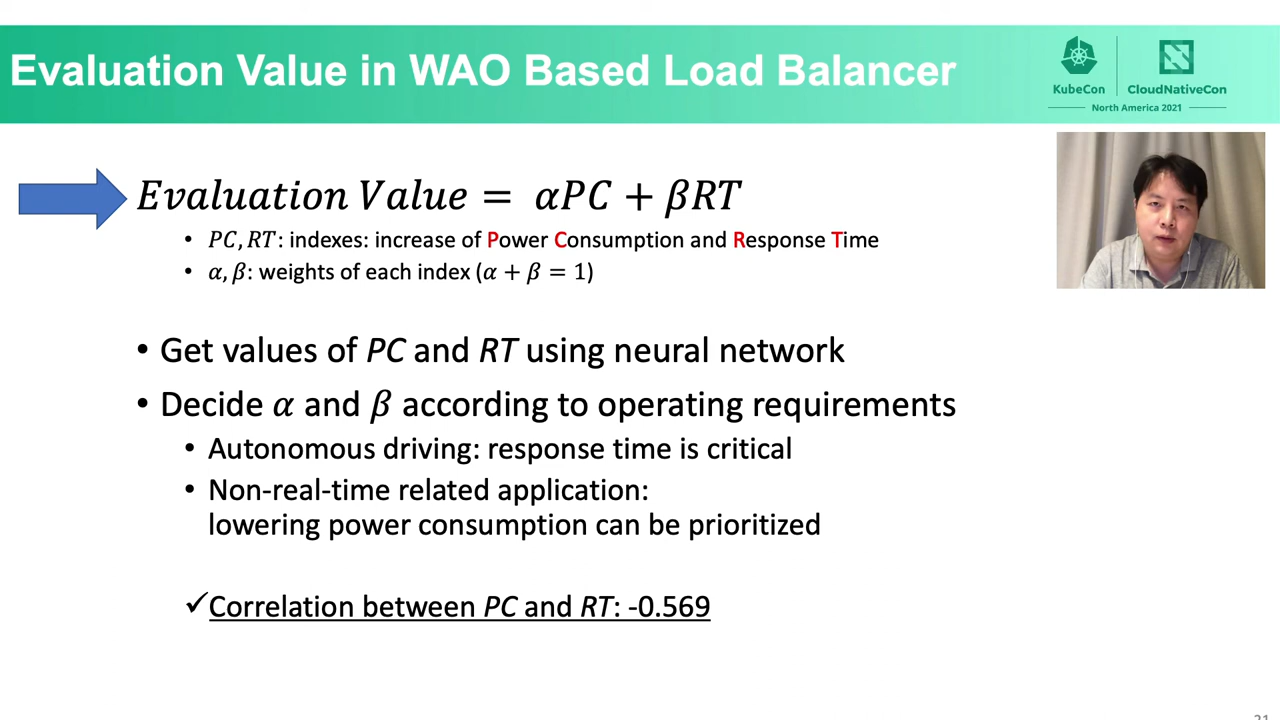 Evaluation Value in WAO Based Load Balancer
KubeCon
CloudNativeCon
North America 2021
Evaluation Value = αPC + βRT
• PC, RT: indexes: increase of Power Consumption and Response Time
• α, β: weights of each index (α + β = 1)
• Get values of PC and RT using neural network
• Decide α and β according to operating requirements
• Autonomous driving: response time is critical
• Non-real-time related application:
lowering power consumption can be prioritized
✓Correlation between PC and RT: -0.569